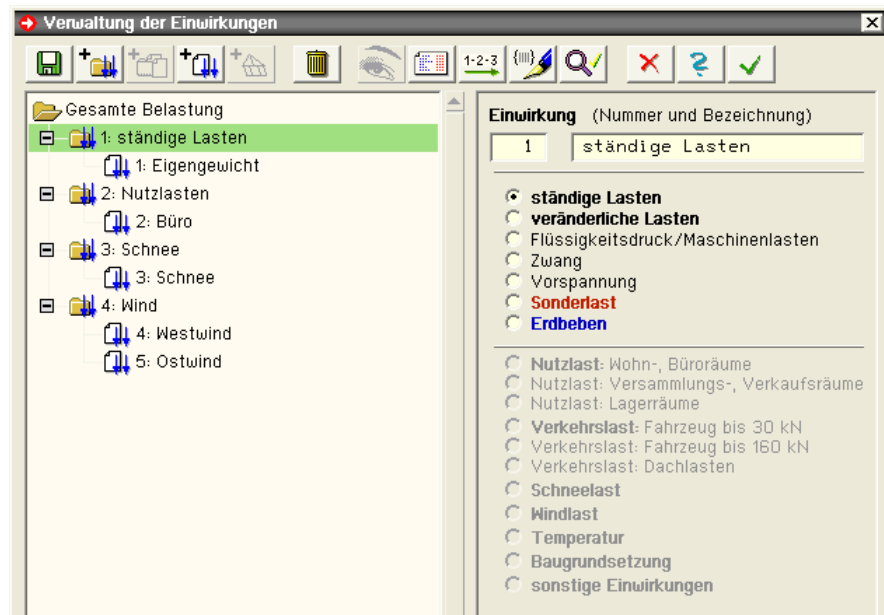 Verwaltung der Einwirkungen
1-2-3
Gesamte Belastung
1: ständige Lasten
1: Eigengewicht
2: Nutzlasten
2: Büro
3: Schnee
3: Schnee
4: Wind
4: Westwind
5: Ostwind
Einwirkung (Nummer und Bezeichnung)
1 ständige Lasten
ständige Lasten
veränderliche Lasten
Flüssigkeitsdruck/Maschinenlasten
Zwang
Vorspannung
Sonderlast
Erdbeben
Nutzlast: Wohn-, Büroräume
Nutzlast: Versammlungs-, Verkaufsräume
Nutzlast: Lagerräume
Verkehrslast: Fahrzeug bis 30 kN
Verkehrslast: Fahrzeug bis 160 kN
Verkehrslast: Dachlasten
Schneelast
Windlast
Temperatur
Baugrundsetzung
sonstige Einwirkungen